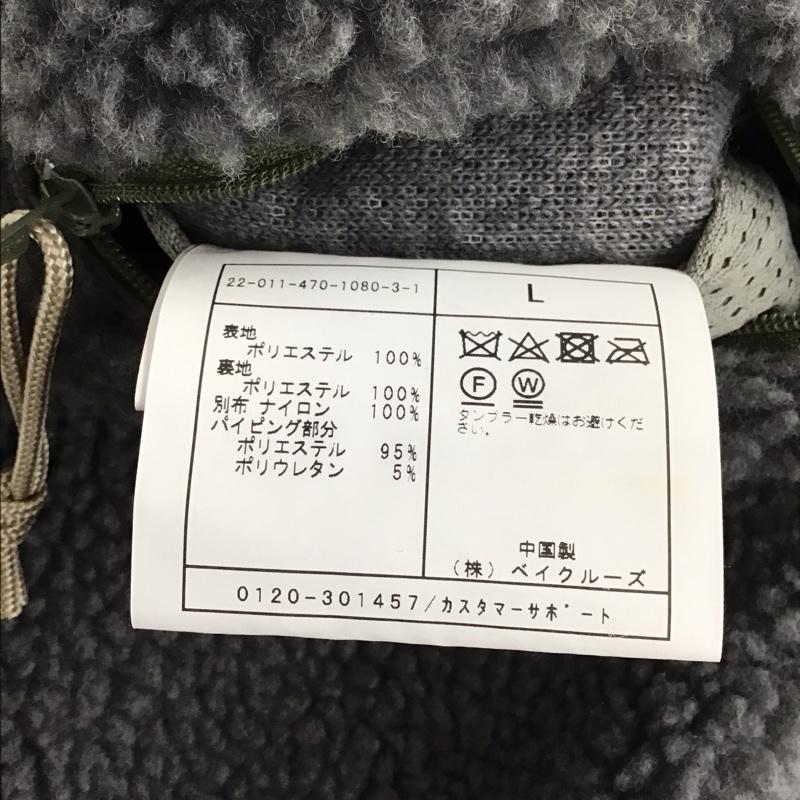 22-011-470-1080-3-1
L
表地
ポリエステル 100%
裏地
ポリエステル 100%
別布 ナイロン 100%
パイピング部分
ポリエステル 95%
ポリウレタン 5%
F W
タンブラー乾燥はお避けくだ
さい。
中国製
(株) ベイクルーズ
0120-301457/カスタマーサポート